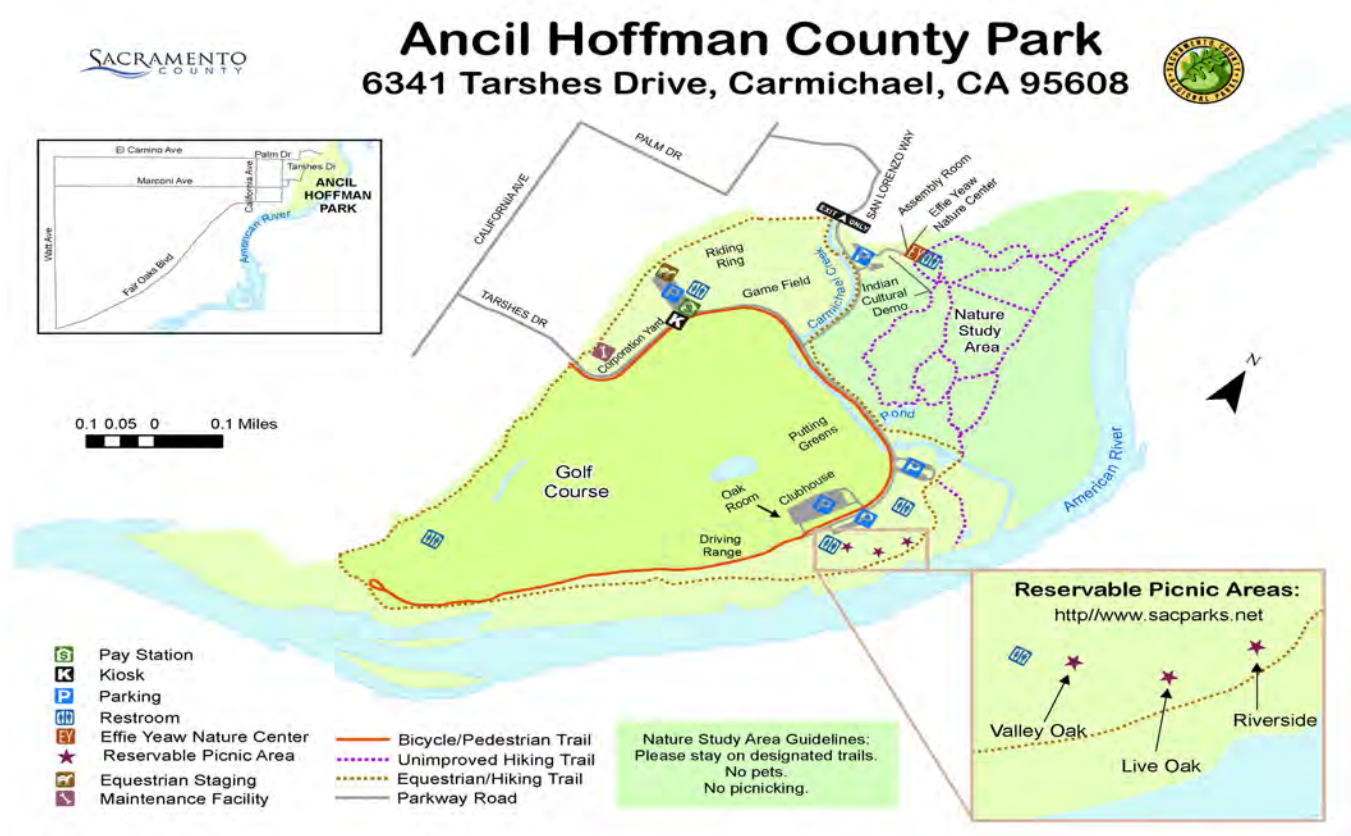 SACRAMENTO
COUNTY
Ancil Hoffman County Park
6341 Tarshes Drive, Carmichael, CA 95608
SACRAMENTO COUNTY
REGIONAL PARKS
El Camino Ave
Palm Dr
Tarshes Di
Marconi Ave
California Ave
ANCIL
HOFFMAN
PARK
American River
Watt Ave
Fair Oaks Blvd
PALM DR
CALIFORNIA AVE
SAN LORENZO WAY
EXIT ONLY
Assembly Room
Effie Yeaw
Nature Center
EY
Riding
Ring
Game Field
Carmichael Creek
Indian
Cultural
Demo
Nature
Study
Area
TARSHES DR
P
S
K
Corporation Yard
P
N
0.1 0.05 0 0.1 Miles
Golf
Course
Putting
Greens
Pond
P
American River
Oak
Room
Clubhouse
P
P
Driving
Range
Reservable Picnic Areas:
http//www.sacparks.net
Valley Oak
Live Oak
Riverside
S Pay Station
K Kiosk
P Parking
Restroom
EY Effie Yeaw Nature Center
Reservable Picnic Area
Equestrian Staging
Maintenance Facility
Bicycle/Pedestrian Trail
Unimproved Hiking Trail
Equestrian/Hiking Trail
Parkway Road
Nature Study Area Guidelines:
Please stay on designated trails.
No pets.
No picnicking.